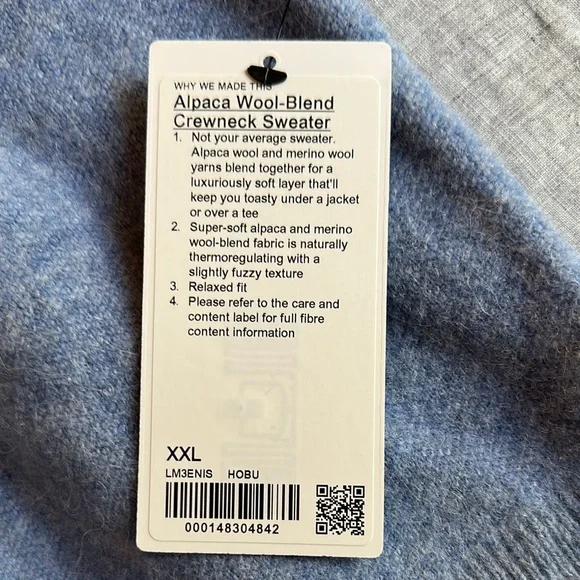 WHY WE MADE THIS
Alpaca Wool-Blend
Crewneck Sweater
1. Not your average sweater.
Alpaca wool and merino wool
yarns blend together for a
luxuriously soft layer that'll
keep you toasty under a jacket
or over a tee
2. Super-soft alpaca and merino
wool-blend fabric is naturally
thermoregulating with a
slightly fuzzy texture
3. Relaxed fit
4. Please refer to the care and
content label for full fibre
content information
XXL
LM3ENIS HOBU
000148304842